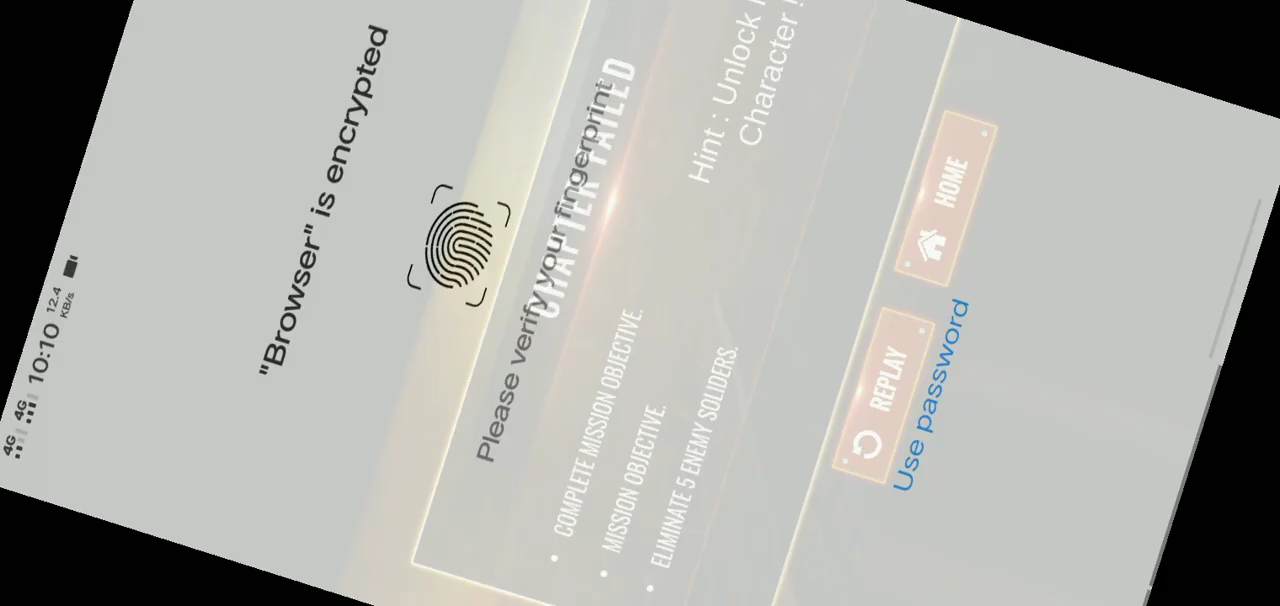 4G 4G 10:10 12.4 KB/s
"Browser" is encrypted
Please verify your fingerprint
CHAPTER FAILED
Hint : Unlock
Character
COMPLETE MISSION OBJECTIVE.
MISSION OBJECTIVE.
ELIMINATE 5 ENEMY SOLIDERS.
REPLAY
HOME
Use password